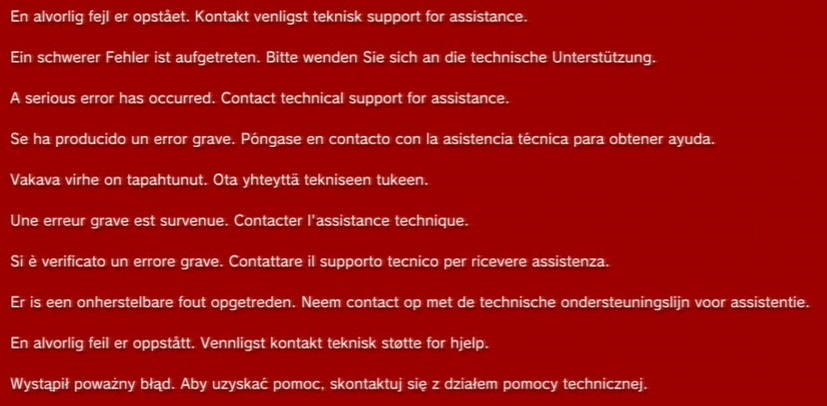 En alvorlig fejl er opstået. Kontakt venligst teknisk support for assistance.
Ein schwerer Fehler ist aufgetreten. Bitte wenden Sie sich an die technische Unterstützung.
A serious error has occurred. Contact technical support for assistance.
Se ha producido un error grave. Póngase en contacto con la asistencia técnica para obtener ayuda.
Vakava virhe on tapahtunut. Ota yhteyttä tekniseen tukeen.
Une erreur grave est survenue. Contacter l'assistance technique.
Si è verificato un errore grave. Contattare il supporto tecnico per ricevere assistenza.
Er is een onherstelbare fout opgetreden. Neem contact op met de technische ondersteuningslijn voor assistentie.
En alvorlig feil er oppstått. Vennligst kontakt teknisk støtte for hjelp.
Wystąpił poważny błąd. Aby uzyskać pomoc, skontaktuj się z działem pomocy technicznej.